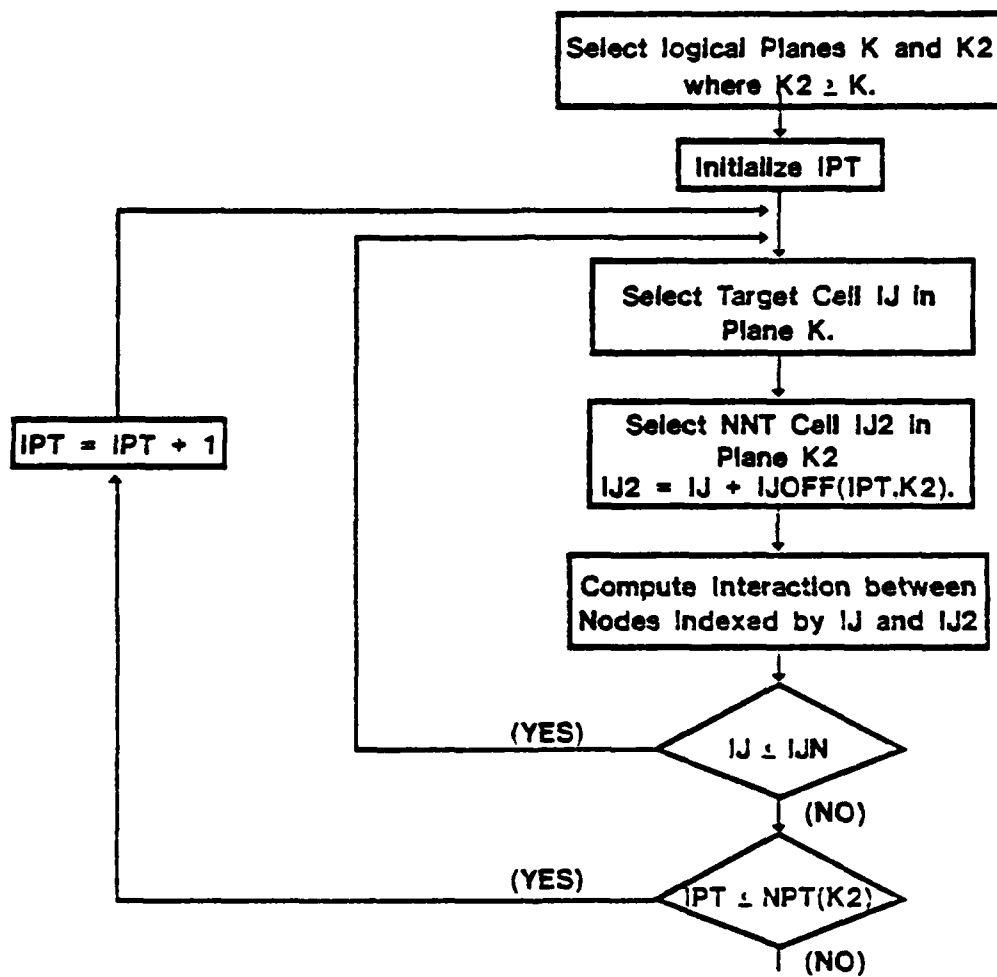 Select logical Planes K and K2
where K2 ≥ K.
Initialize IPT
Select Target Cell IJ in
Plane K.
IPT = IPT + 1
Select NNT Cell IJ2 in
Plane K2
IJ2 = IJ + IJOFF(IPT,K2).
Compute Interaction between
Nodes Indexed by IJ and IJ2
(YES)
IJ ≤ IJN
(NO)
(YES)
IPT ≤ NPT(K2)
(NO)